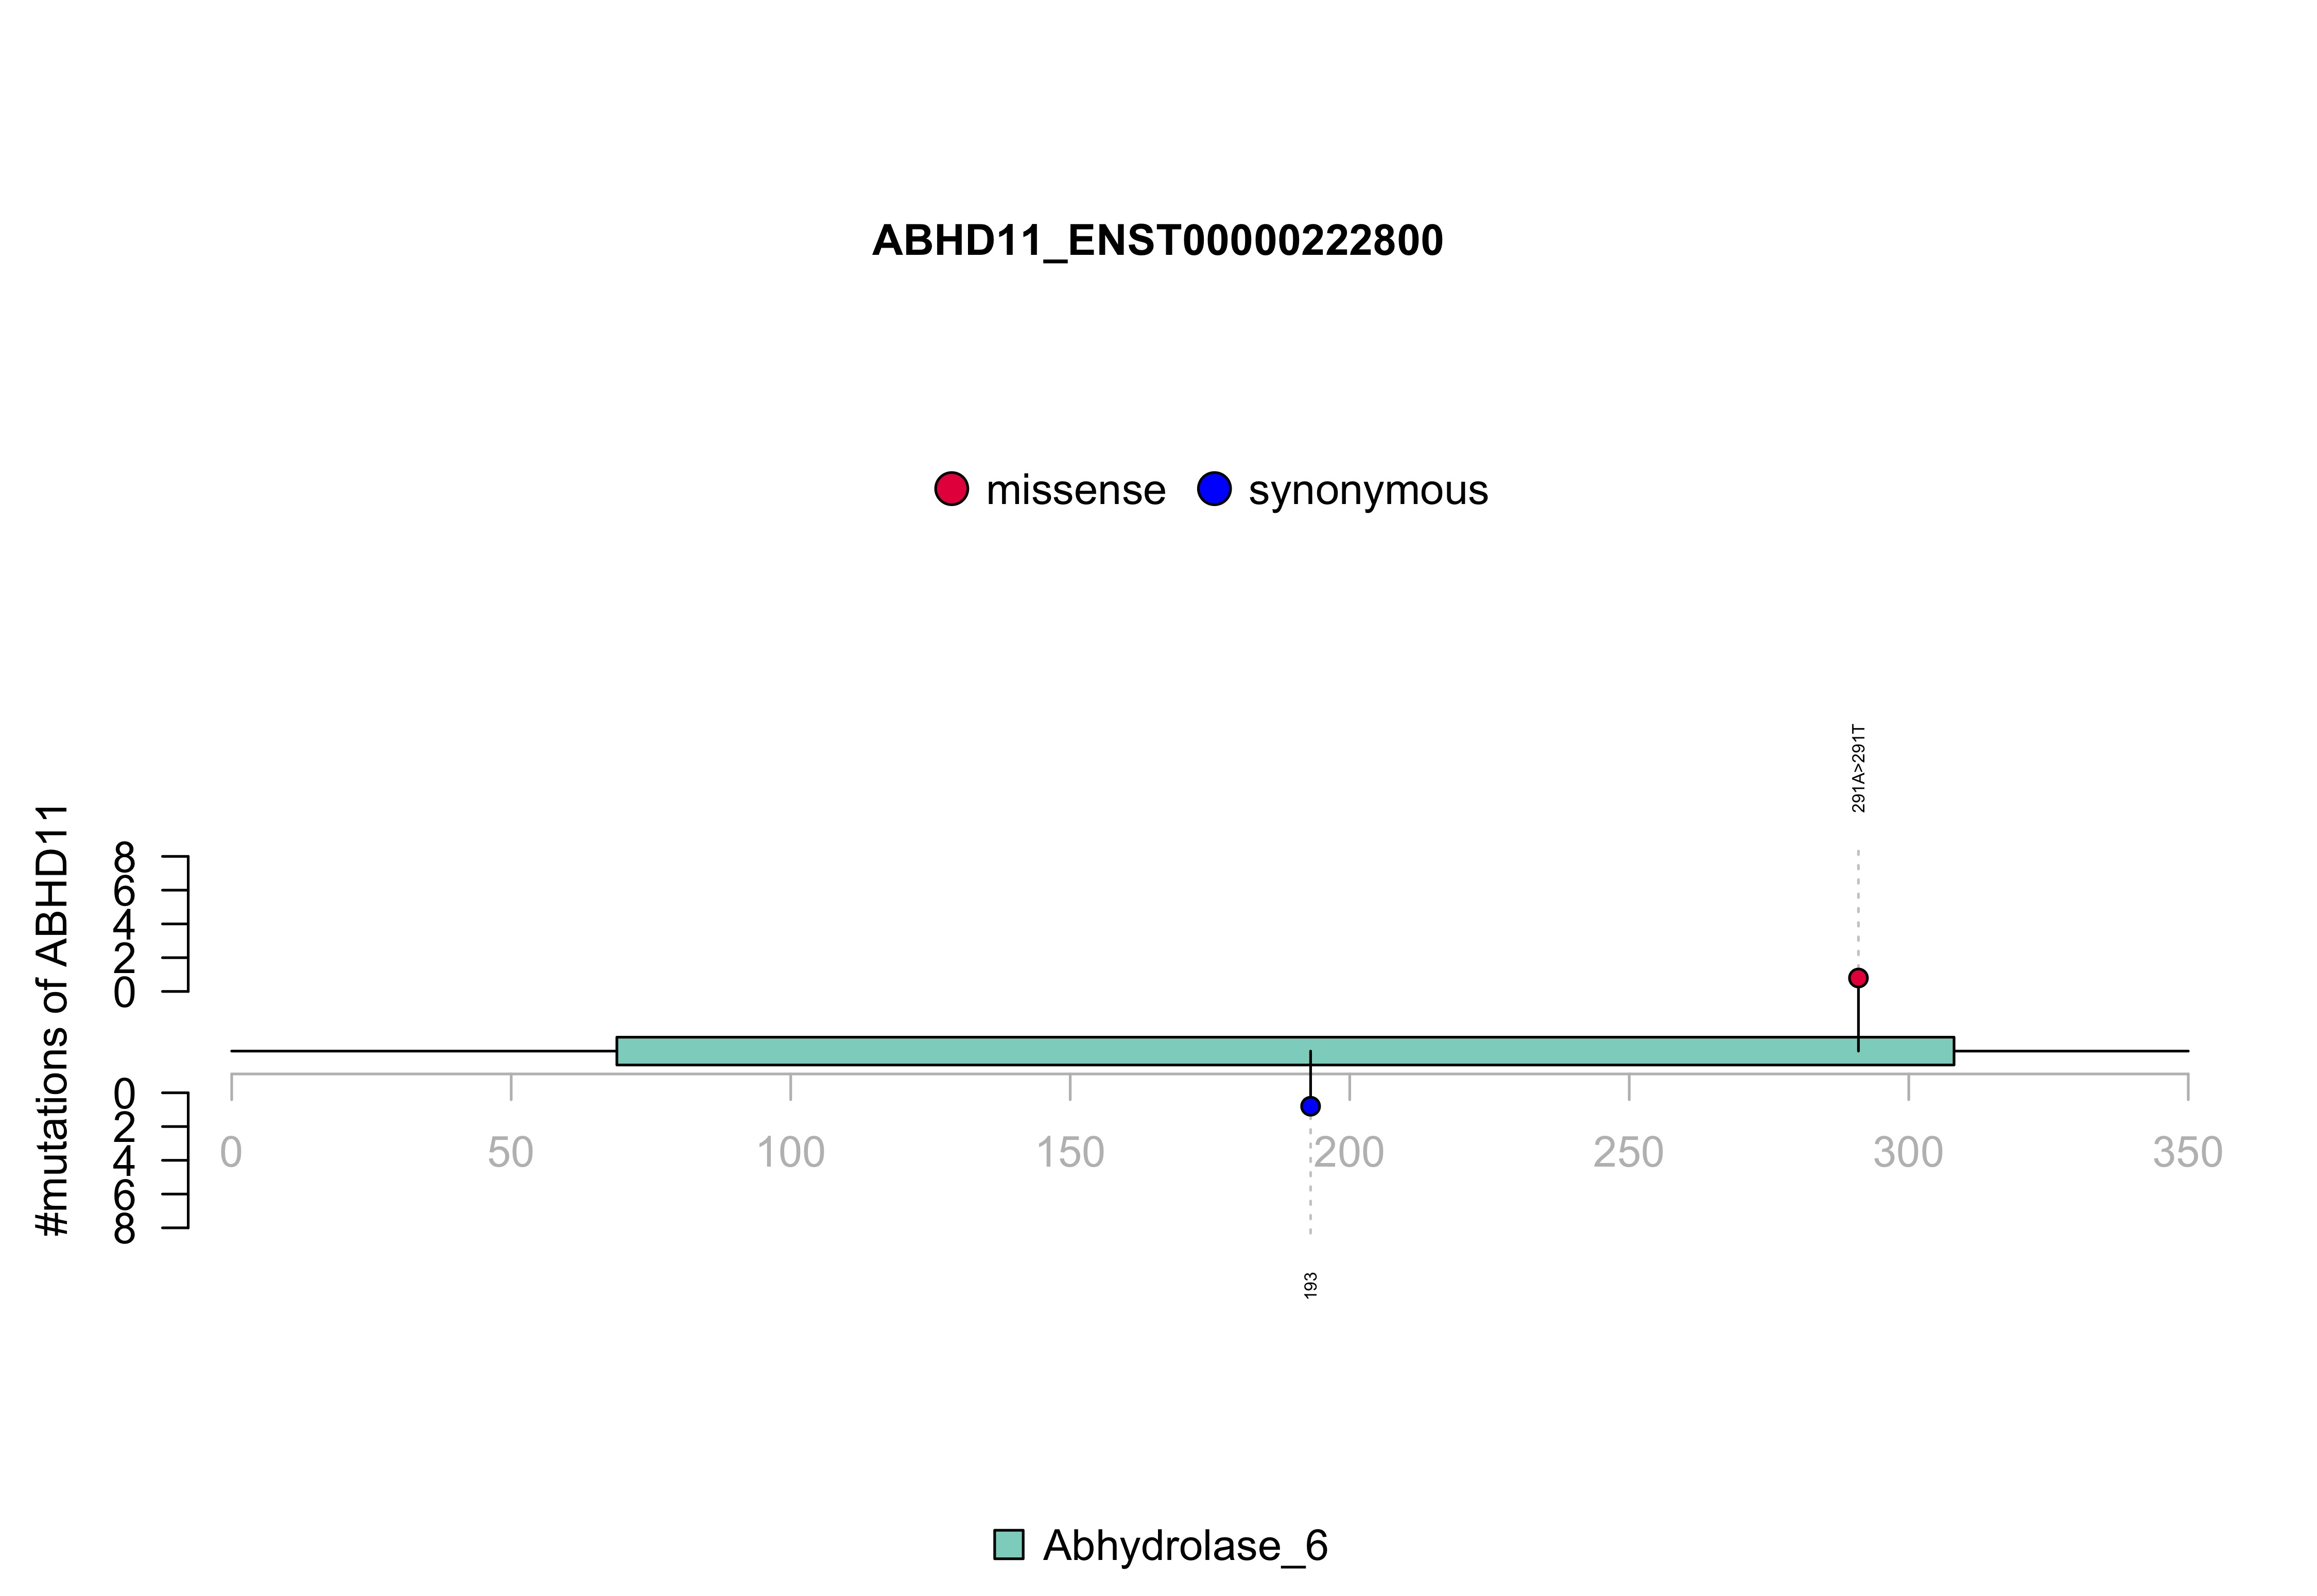 ABHD11_ENST00000222800
missense synonymous
291A>291T
#mutations of ABHD11
8
6
4
2
0
0
2
4
6
8
0 50 100 150 200 250 300 350
193
Abhydrolase_6